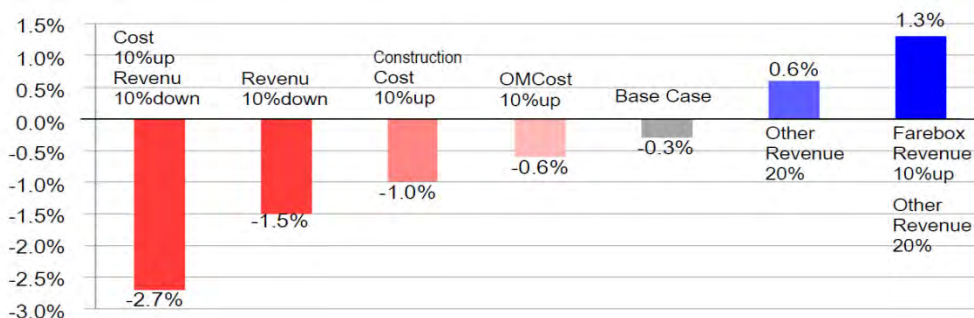 1.5%
1.0%
0.5%
0.0%
-0.5%
-1.0%
-1.5%
-2.0%
-2.5%
-3.0%
Cost
10%up
Revenu
10%down
-2.7%
Revenu
10%down
-1.5%
Construction
Cost
10%up
-1.0%
OMCost
10%up
-0.6%
Base Case
-0.3%
0.6%
Other
Revenue
20%
1.3%
Farebox
Revenue
10%up
Other
Revenue
20%